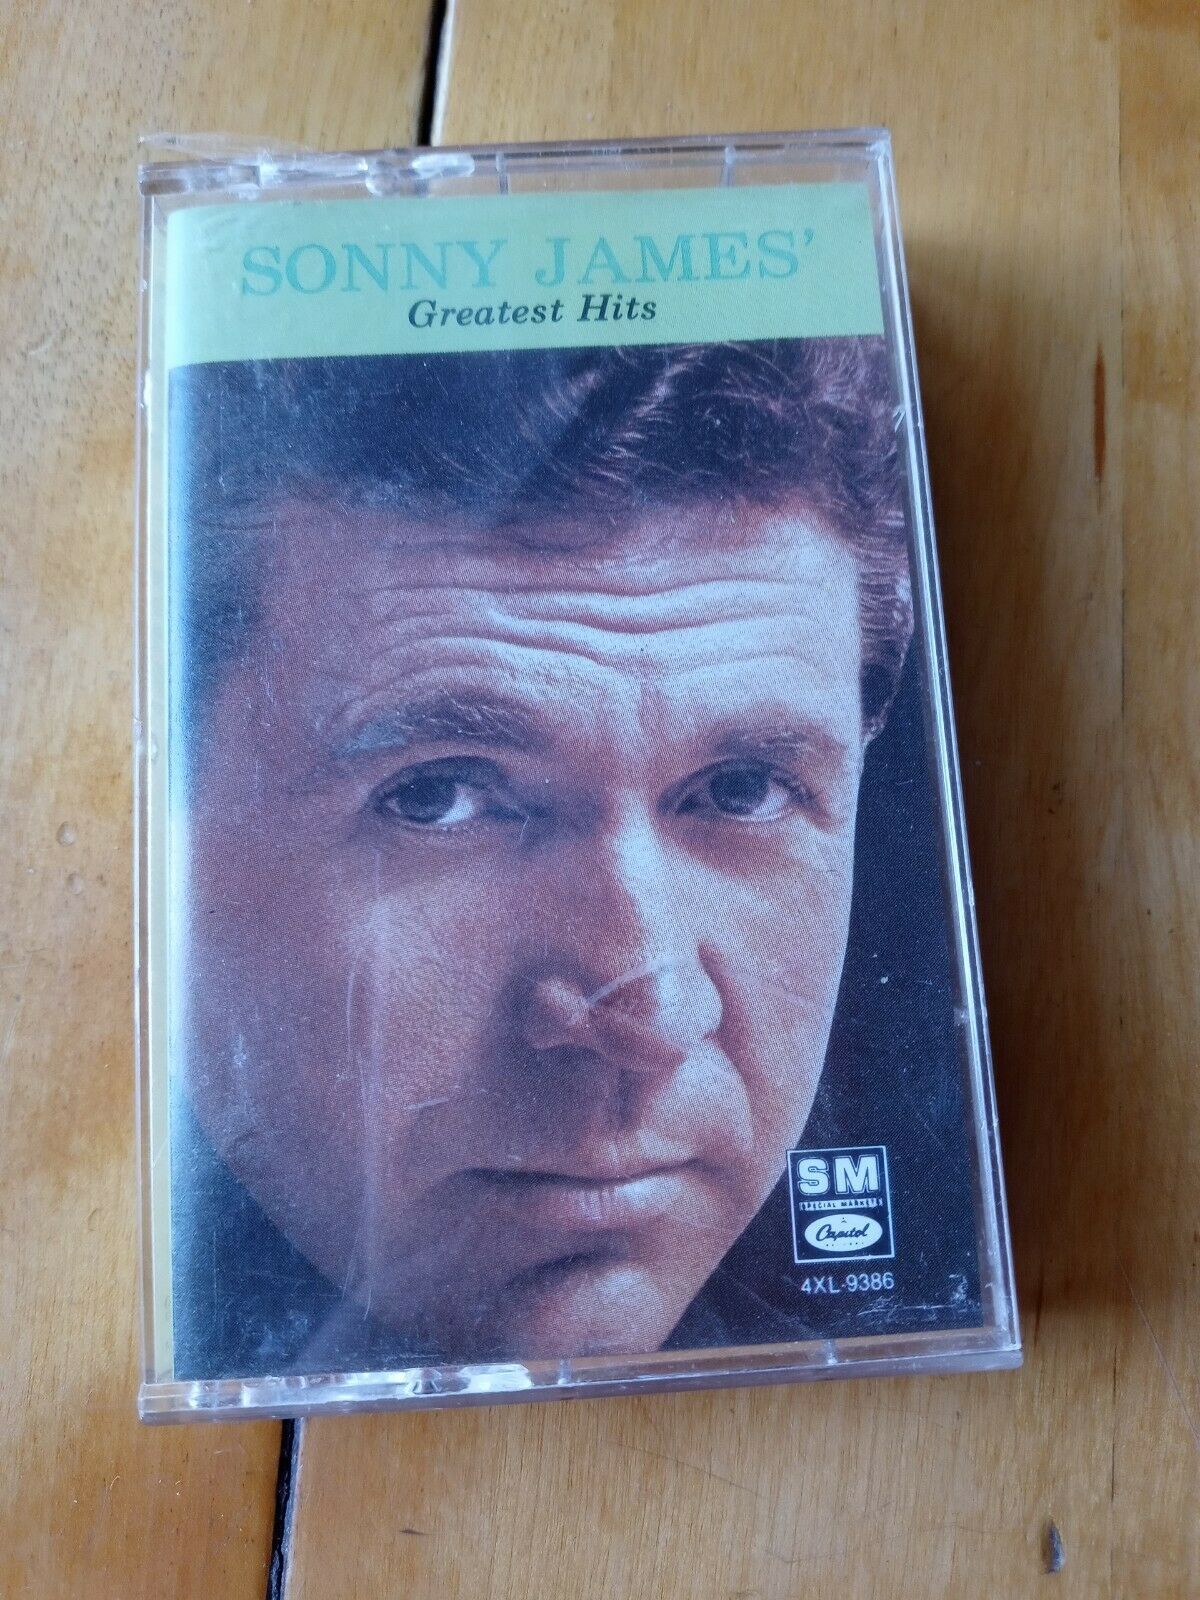 SONNY JAMES'
Greatest Hits
SM
SPECIAL MARKETS
Capitol
4XL-9386